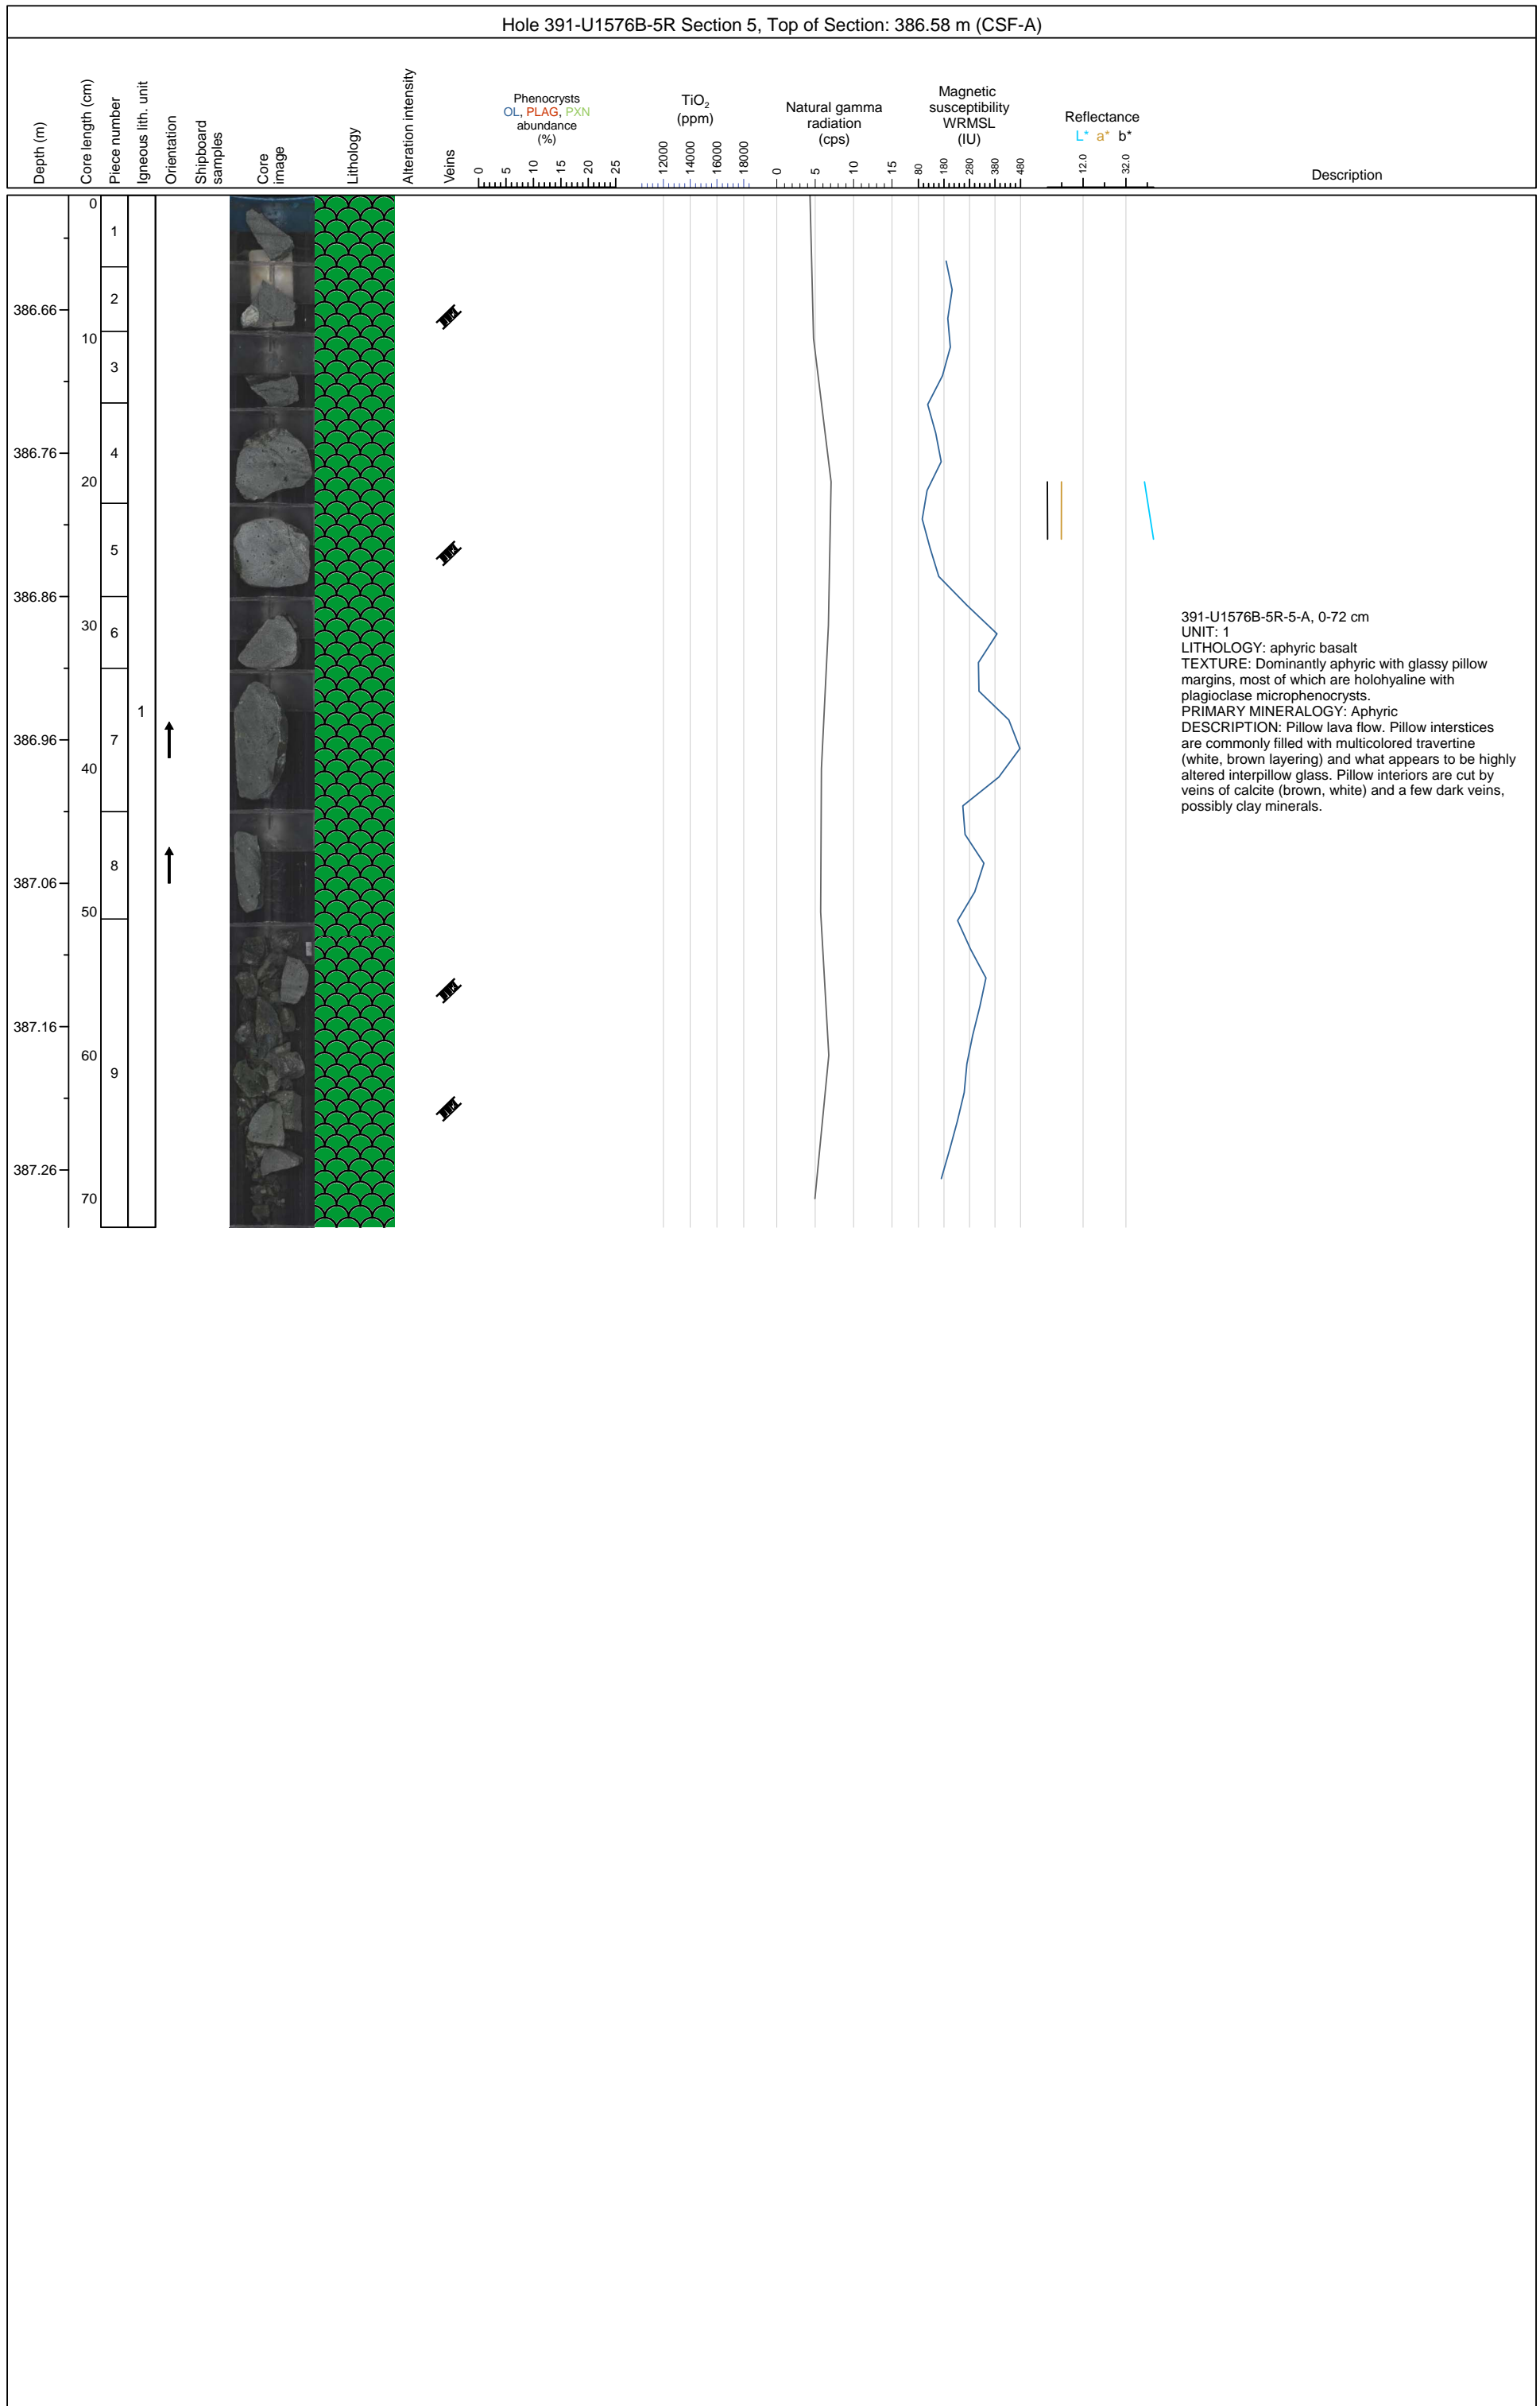 Hole 391-U1576B-5R Section 5, Top of Section: 386.58 m (CSF-A)
Depth (m)
Core length (cm)
Piece number
Igneous lith. unit
Orientation
Shipboard
samples
Core
image
Lithology
Alteration intensity
Veins
Phenocrysts
OL, PLAG, PXN
abundance
(%)
0 5 10 15 20 25
TiO₂
(ppm)
12000 14000 16000 18000
Natural gamma
radiation
(cps)
0 5 10 15
Magnetic
susceptibility
WRMSL
(IU)
80 180 280 380 480
Reflectance
L* a* b*
12.0 32.0
Description
0
1
2
386.66
10
3
386.76
4
20
5
386.86
30
6
1
386.96
7
40
8
387.06
50
387.16
60
9
387.26
70
391-U1576B-5R-5-A, 0-72 cm
UNIT: 1
LITHOLOGY: aphyric basalt
TEXTURE: Dominantly aphyric with glassy pillow
margins, most of which are holohyaline with
plagioclase microphenocrysts.
PRIMARY MINERALOGY: Aphyric
DESCRIPTION: Pillow lava flow. Pillow interstices
are commonly filled with multicolored travertine
(white, brown layering) and what appears to be highly
altered interpillow glass. Pillow interiors are cut by
veins of calcite (brown, white) and a few dark veins,
possibly clay minerals.